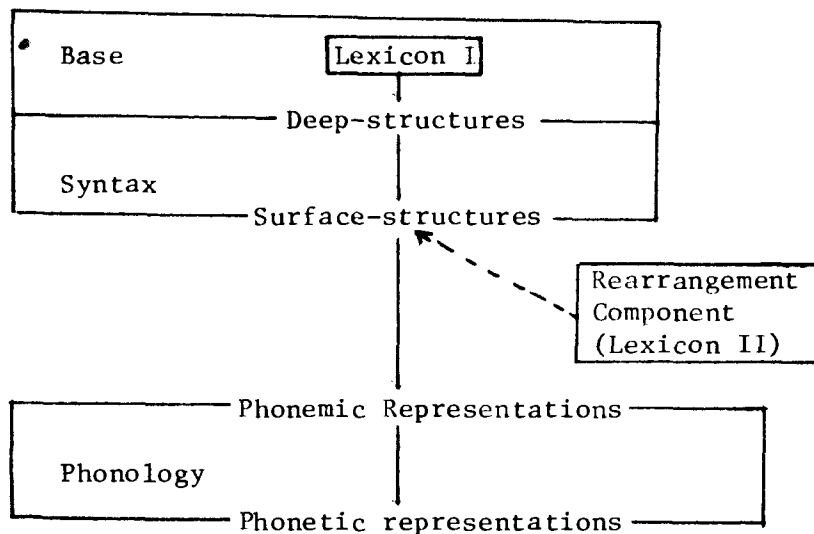 Base
Lexicon I
Deep-structures
Syntax
Surface-structures
Rearrangement
Component
(Lexicon II)
Phonemic Representations
Phonology
Phonetic representations